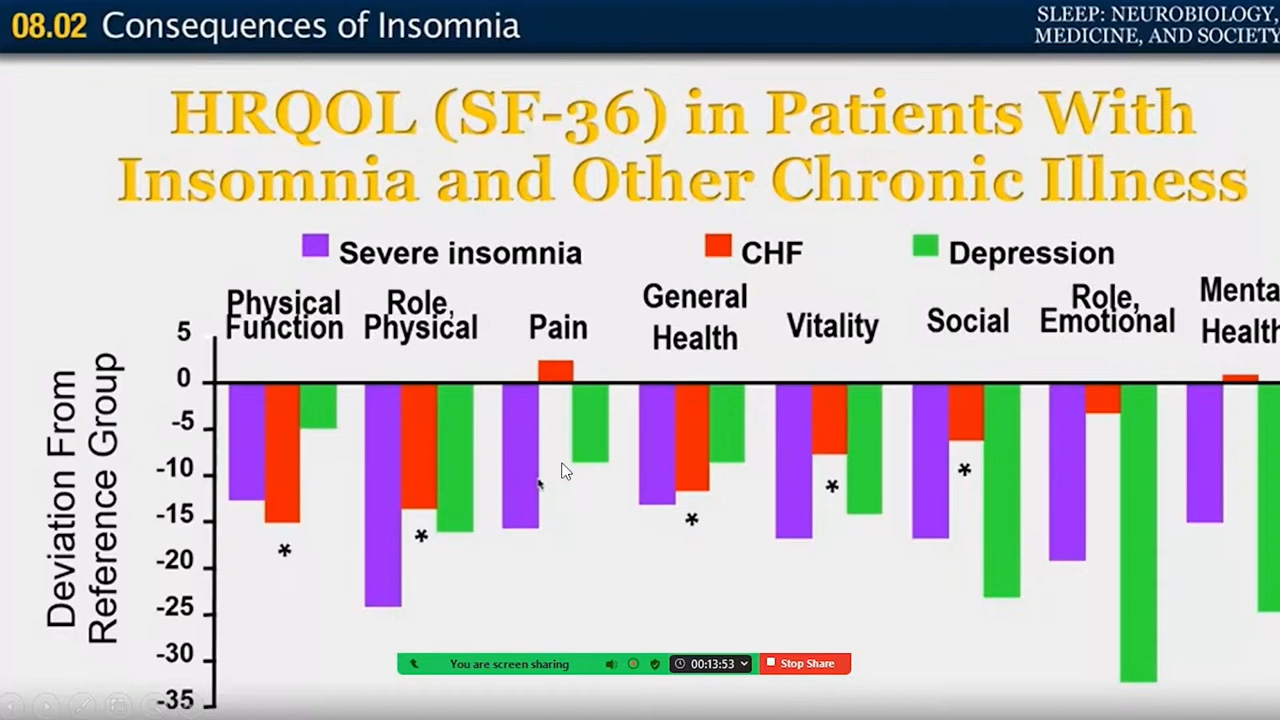 08.02 Consequences of Insomnia
SLEEP: NEUROBIOLOGY,
MEDICINE, AND SOCIETY
HRQOL (SF-36) in Patients With
Insomnia and Other Chronic Illness
Severe insomnia
CHF
Depression
Physical
Function
Role,
Physical
Pain
General
Health
Vitality
Social
Role,
Emotional
Menta
Health
5
0
-5
-10
-15
-20
-25
-30
-35
Deviation From
Reference Group
*
*
*
*
*
You are screen sharing
00:13:53
Stop Share